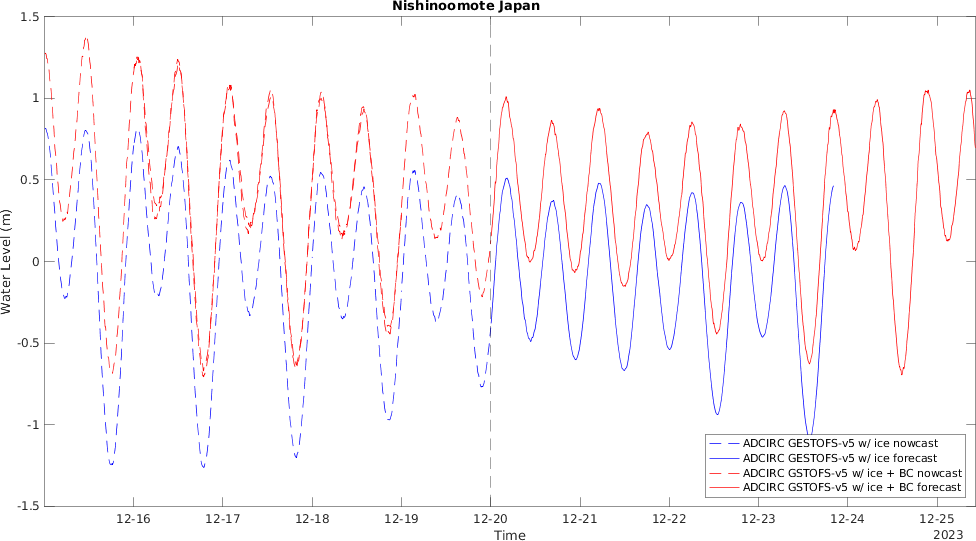 Nishinoomote Japan
1.5
1
0.5
0
-0.5
-1
-1.5
Water Level (m)
ADCIRC GESTOFS-v5 w/ ice nowcast
ADCIRC GESTOFS-v5 w/ ice forecast
ADCIRC GSTOFS-v5 w/ ice + BC nowcast
ADCIRC GSTOFS-v5 w/ ice + BC forecast
12-16 12-17 12-18 12-19 12-20 12-21 12-22 12-23 12-24 12-25
Time
2023